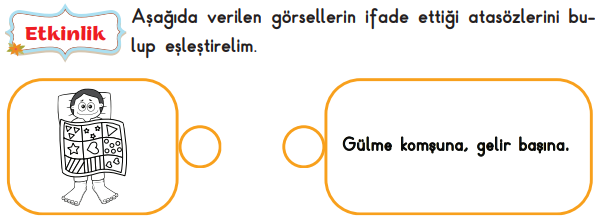 Etkinlik
Aşağıda verilen görsellerin ifade ettiği atasözlerini bu-
lup eşleştirelim.
Gülme komşuna, gelir başına.